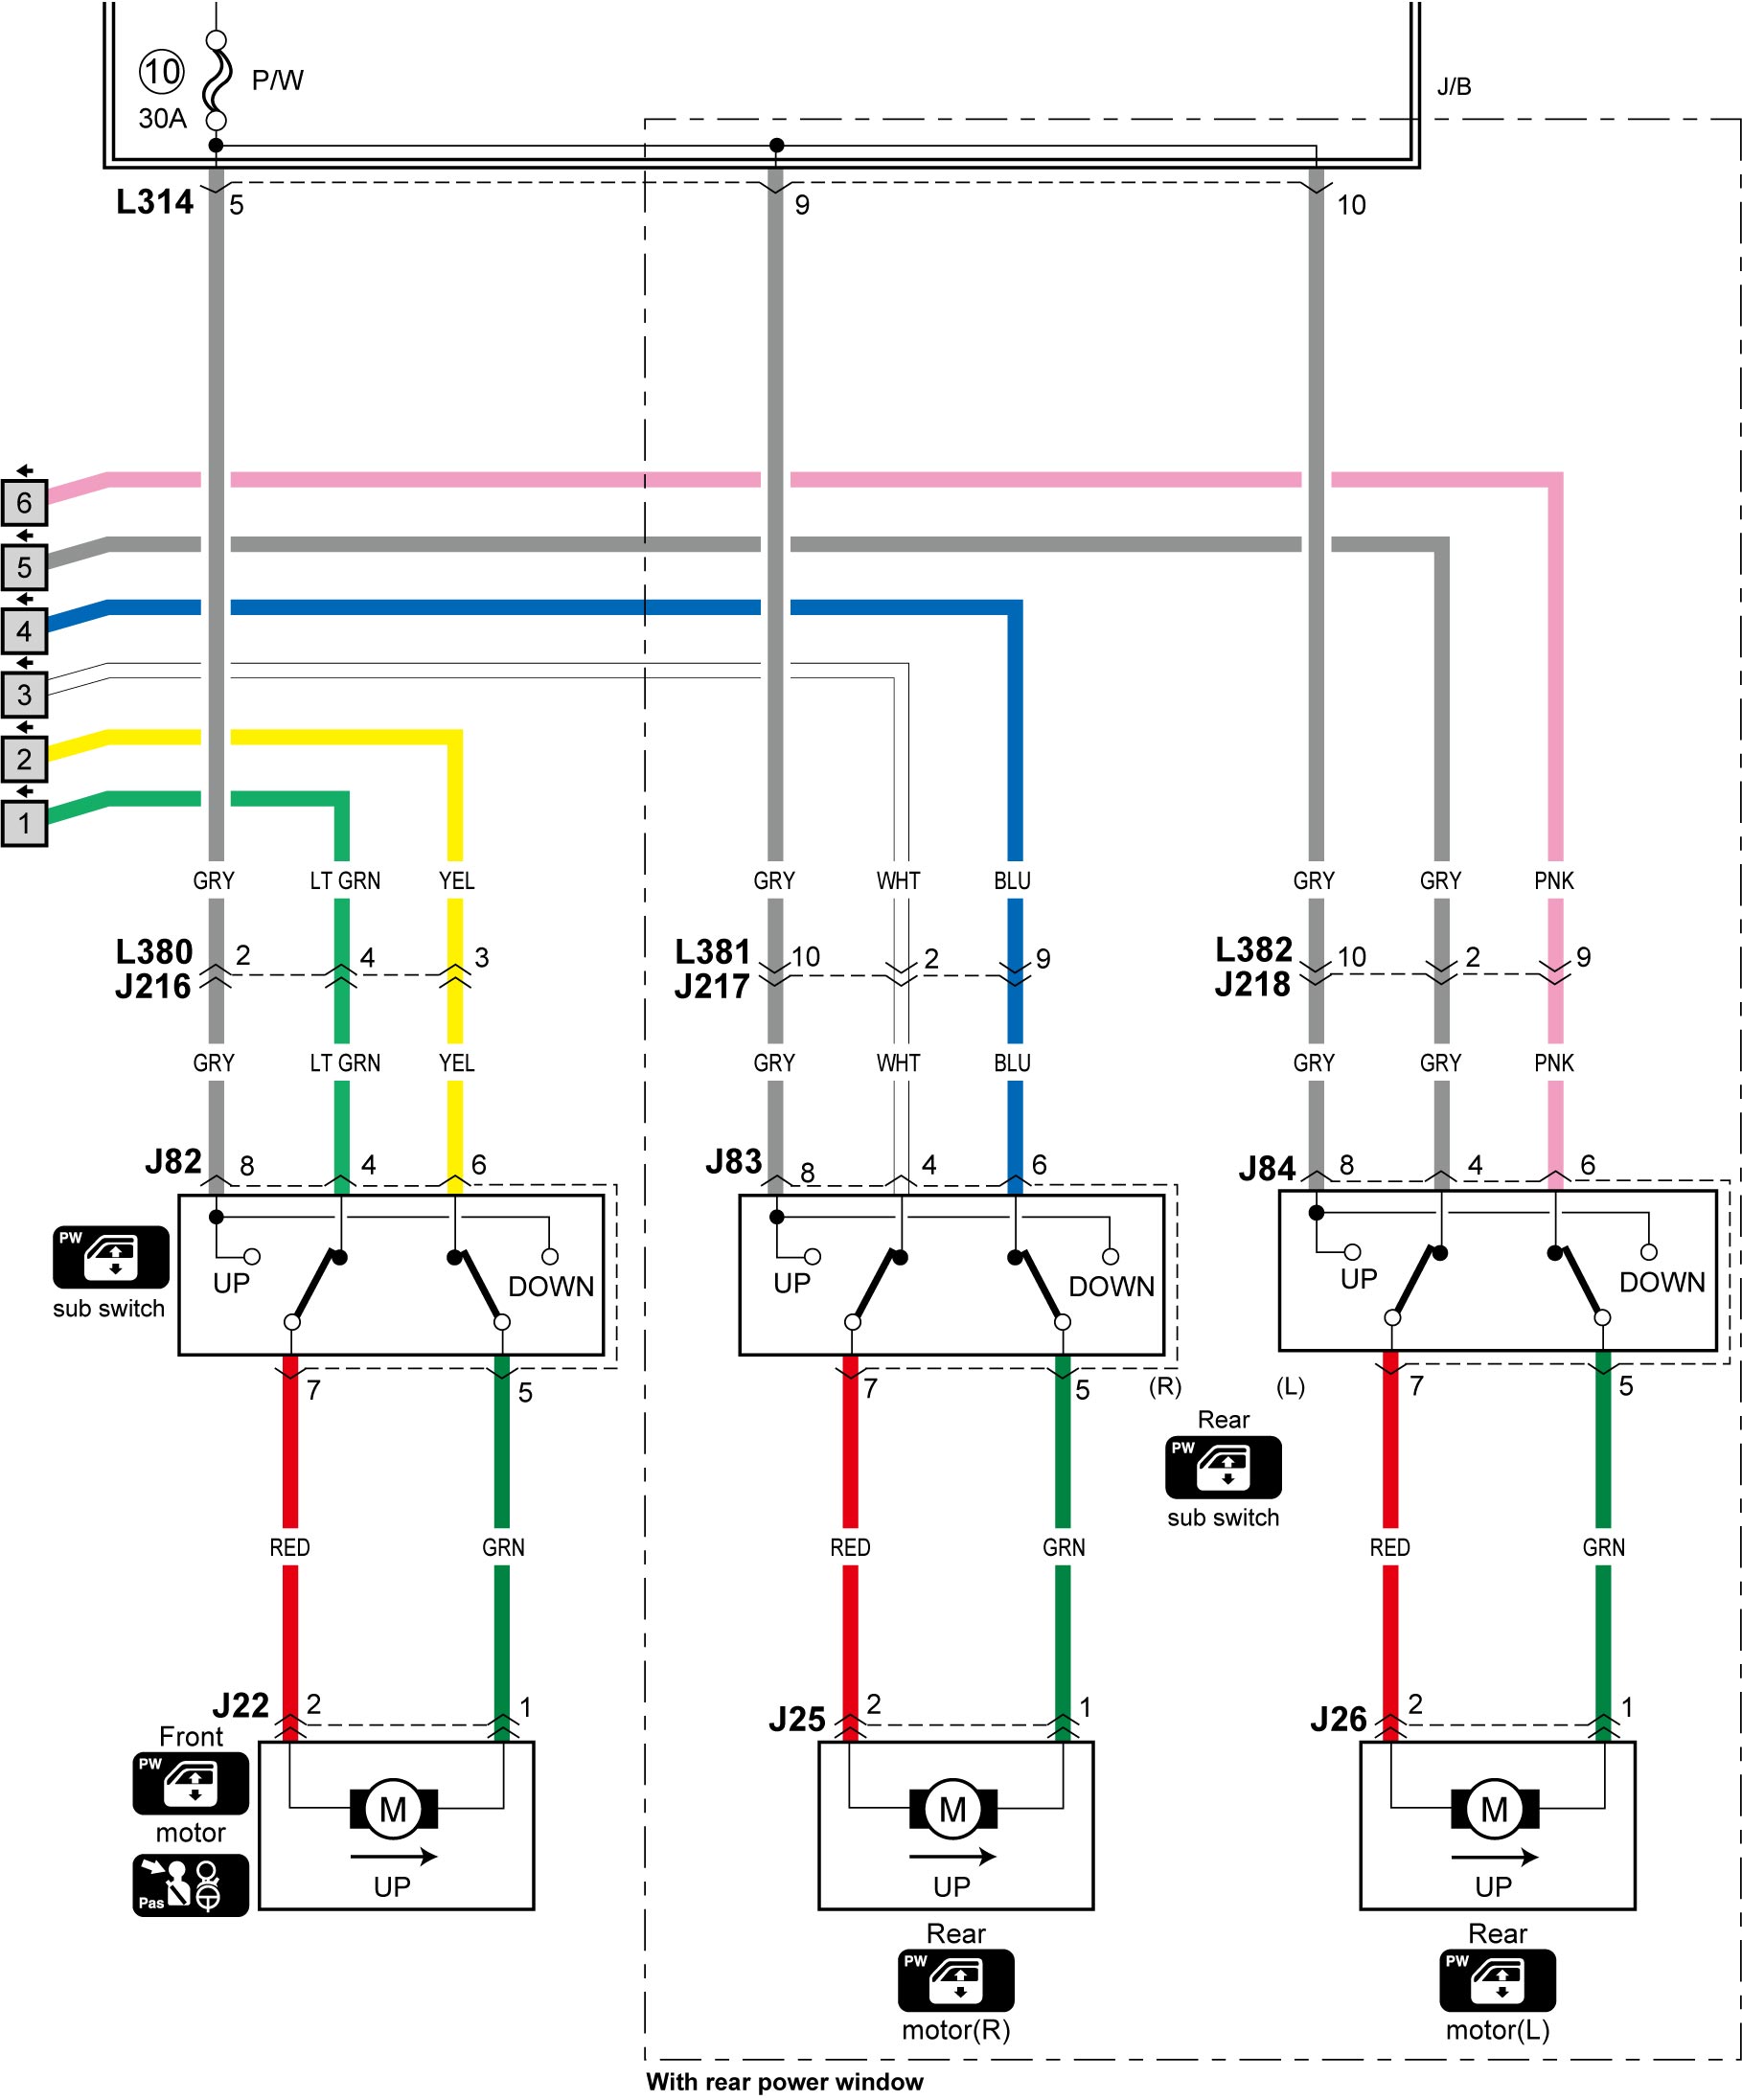 10
30A
P/W
J/B
L314 5 9 10
6
5
4
3
2
1
GRY LT GRN YEL GRY WHT BLU GRY GRY PNK
L380 2 4 3 L381 10 2 9 L382 10 2 9
J216 J217 J218
GRY LT GRN YEL GRY WHT BLU GRY GRY PNK
J82 8 4 6 J83 8 4 6 J84 8 4 6
PW
UP DOWN UP DOWN UP DOWN
sub switch
7 5 7 5 (R) (L) 7 5
Rear
PW
sub switch
RED GRN RED GRN RED GRN
J22 2 1 J25 2 1 J26 2 1
Front
PW
motor
M M M
Pas
UP UP UP
Rear Rear
PW PW
motor(R) motor(L)
With rear power window